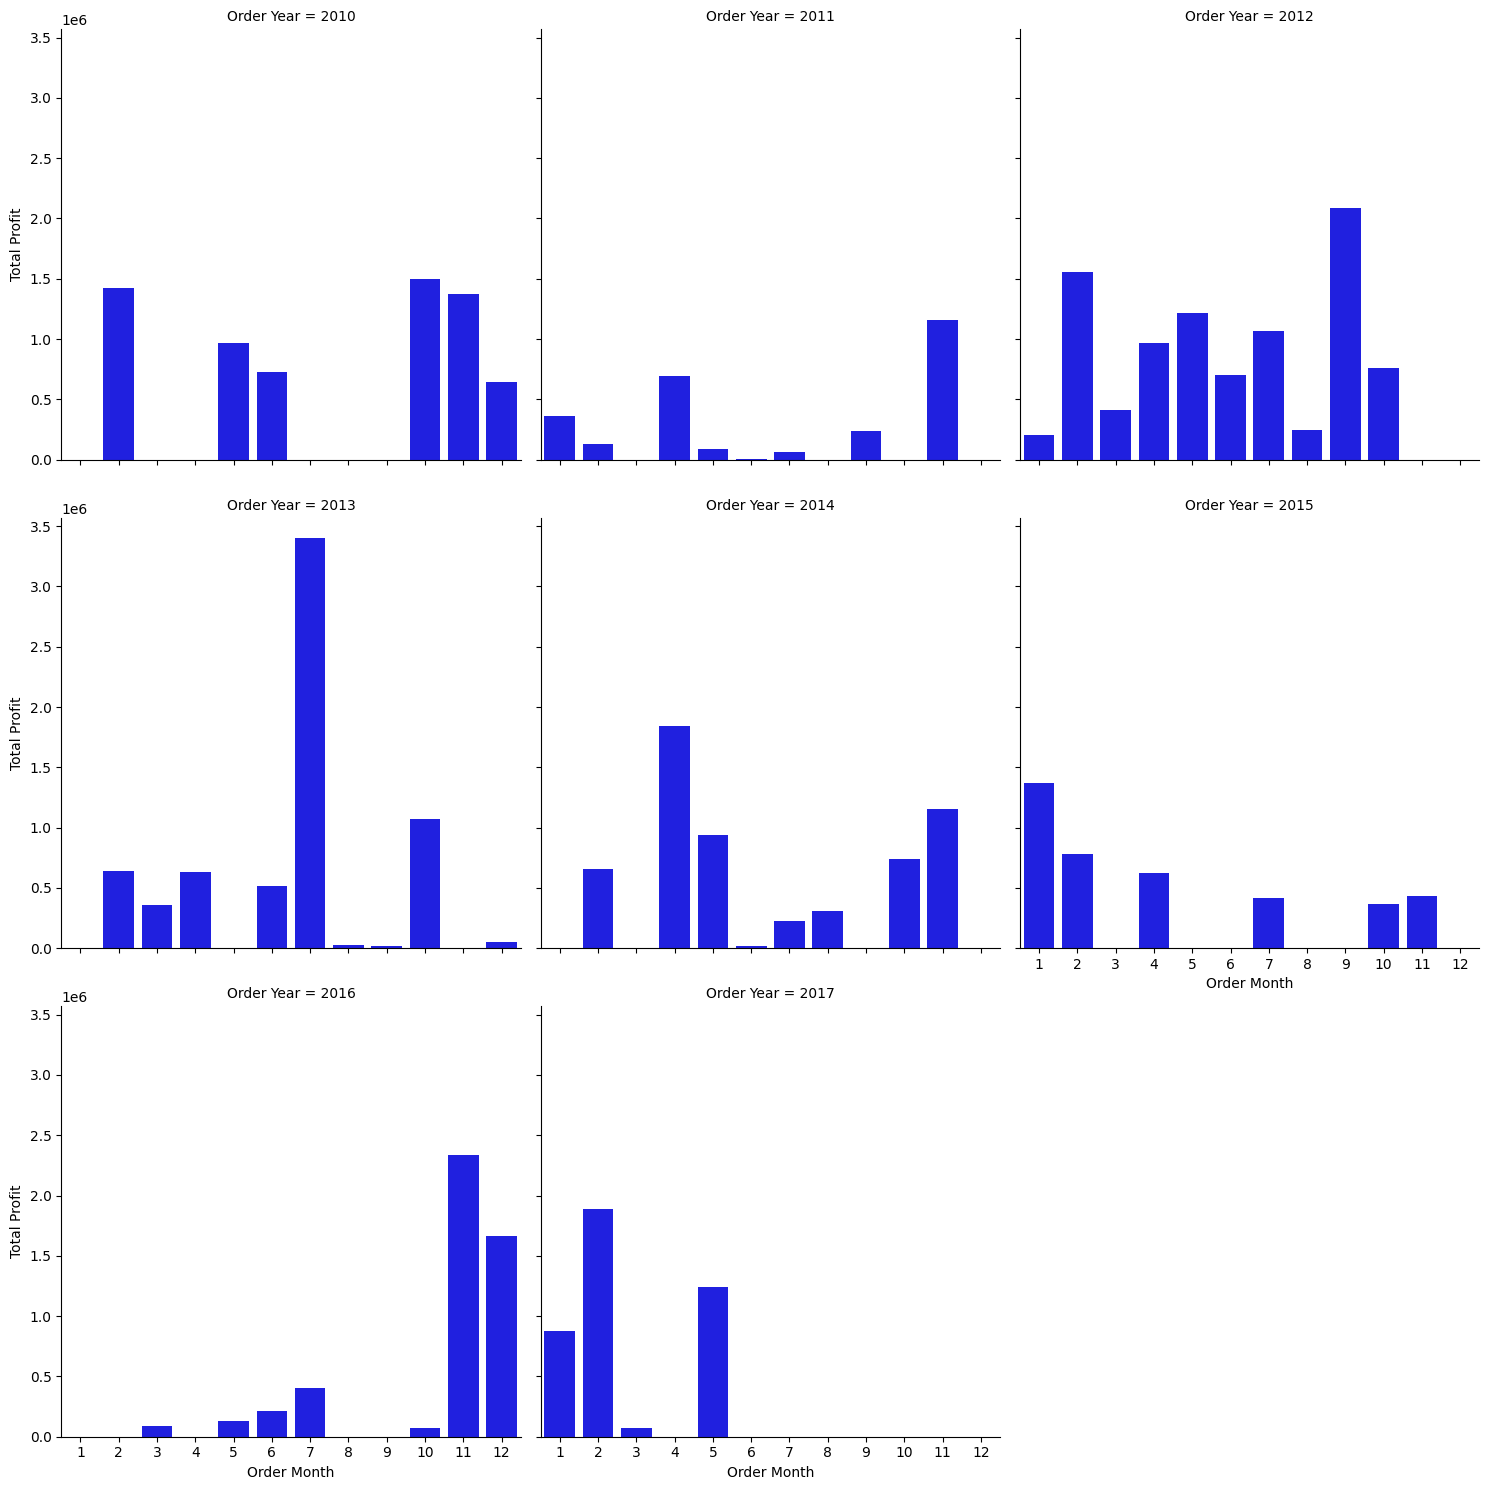 Order Year = 2010
Order Year = 2011
Order Year = 2012
1e6
3.5
3.0
2.5
2.0
1.5
1.0
0.5
0.0
Total Profit
Order Year = 2013
Order Year = 2014
Order Year = 2015
1e6
3.5
3.0
2.5
2.0
1.5
1.0
0.5
0.0
Total Profit
1 2 3 4 5 6 7 8 9 10 11 12
Order Month
Order Year = 2016
Order Year = 2017
1e6
3.5
3.0
2.5
2.0
1.5
1.0
0.5
0.0
Total Profit
1 2 3 4 5 6 7 8 9 10 11 12
Order Month
1 2 3 4 5 6 7 8 9 10 11 12
Order Month